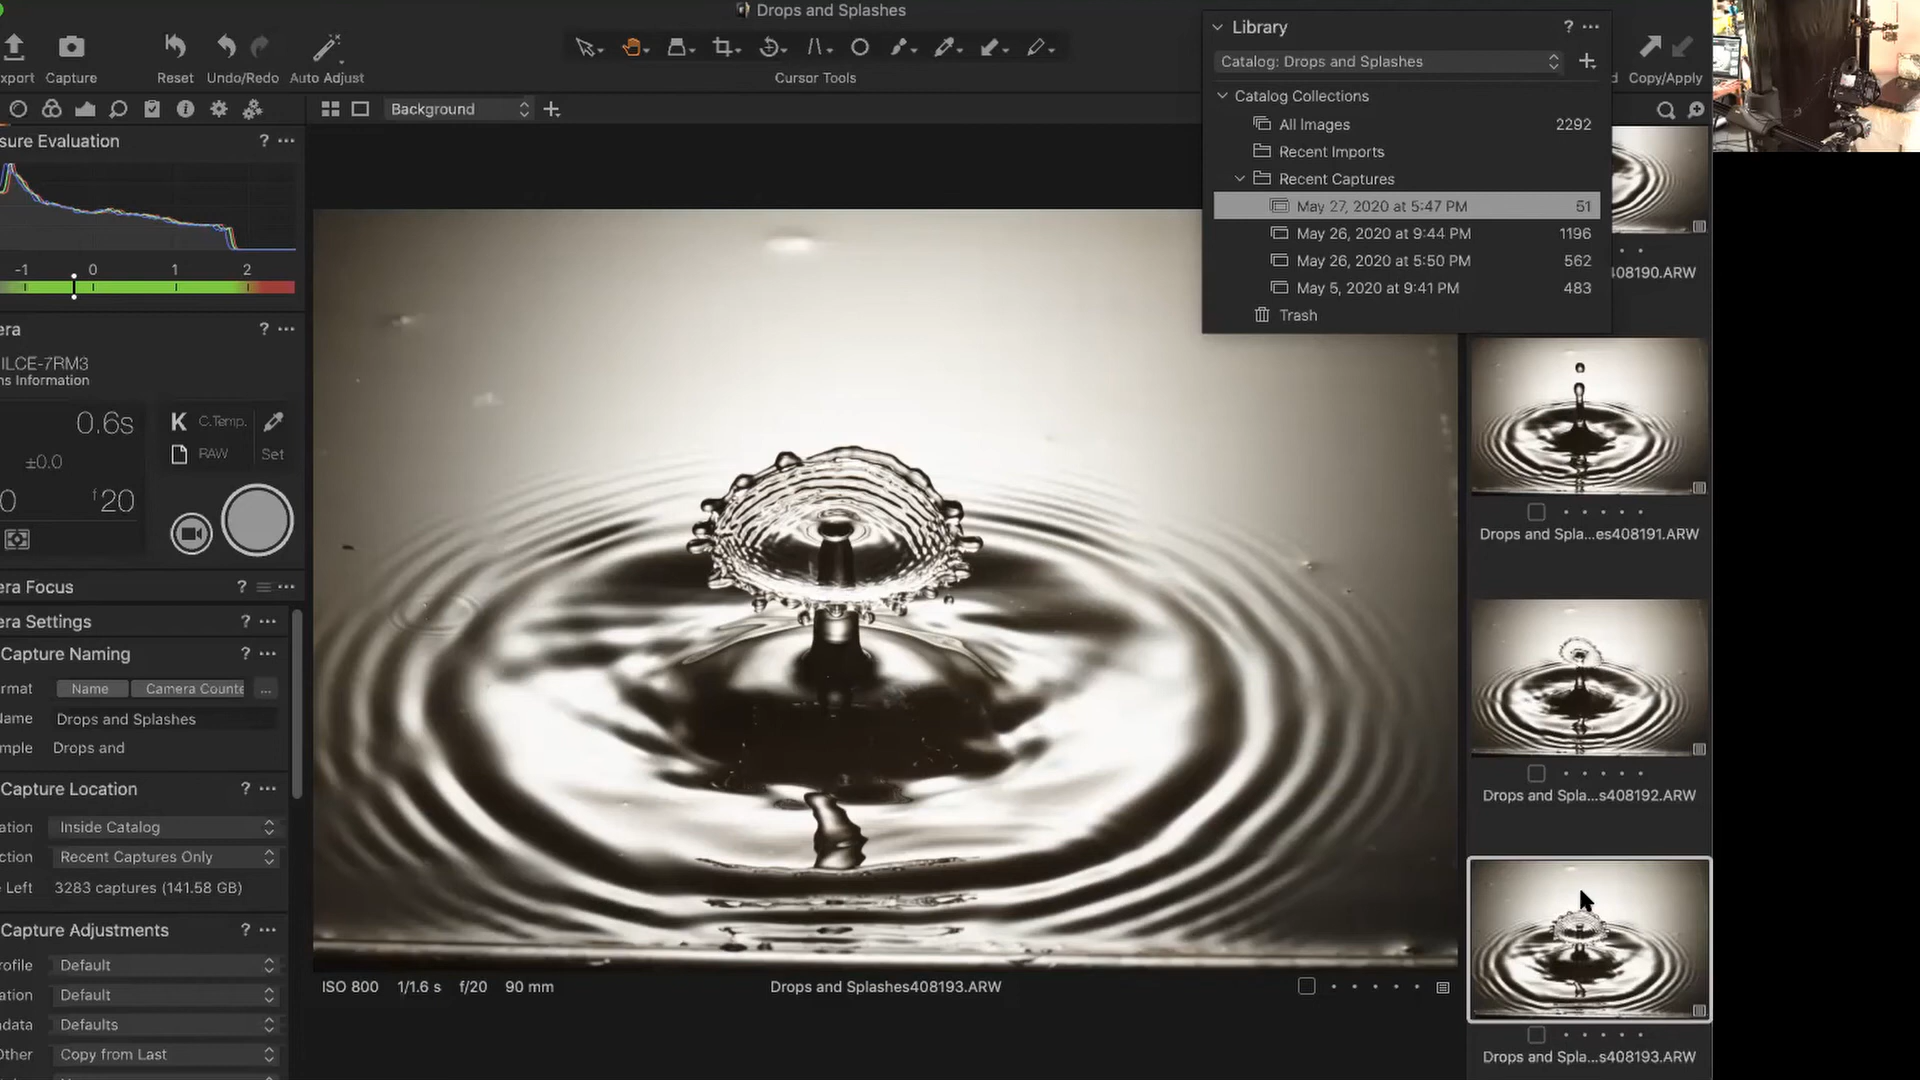 Drops and Splashes
xport
Capture
Reset
Undo/Redo
Auto Adjust
Cursor Tools
Copy/Apply
Library
? ...
Catalog: Drops and Splashes
Catalog Collections
All Images 2292
Recent Imports
Recent Captures
May 27, 2020 at 5:47 PM 51
May 26, 2020 at 9:44 PM 1196
May 26, 2020 at 5:50 PM 562
May 5, 2020 at 9:41 PM 483
Trash
Background
sure Evaluation ? ...
-1 0 1 2
era ? ...
ILCE-7RM3
ns Information
0.6s
K C.Temp.
±0.0
RAW
Set
0 f20
era Focus ? ...
era Settings ? ...
Capture Naming ? ...
rmat Name Camera Counte ...
Name Drops and Splashes
mple Drops and
Capture Location ? ...
ation Inside Catalog
ction Recent Captures Only
e Left 3283 captures (141.58 GB)
Capture Adjustments ? ...
rofile Default
ation Default
adata Defaults
Other Copy from Last
ISO 800 1/1.6 s f/20 90 mm
Drops and Splashes408193.ARW
408190.ARW
Drops and Spla...es408191.ARW
Drops and Spla...s408192.ARW
Drops and Spla...s408193.ARW